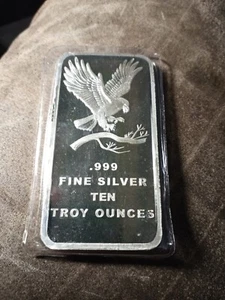 .999
FINE SILVER
TEN
TROY OUNCES